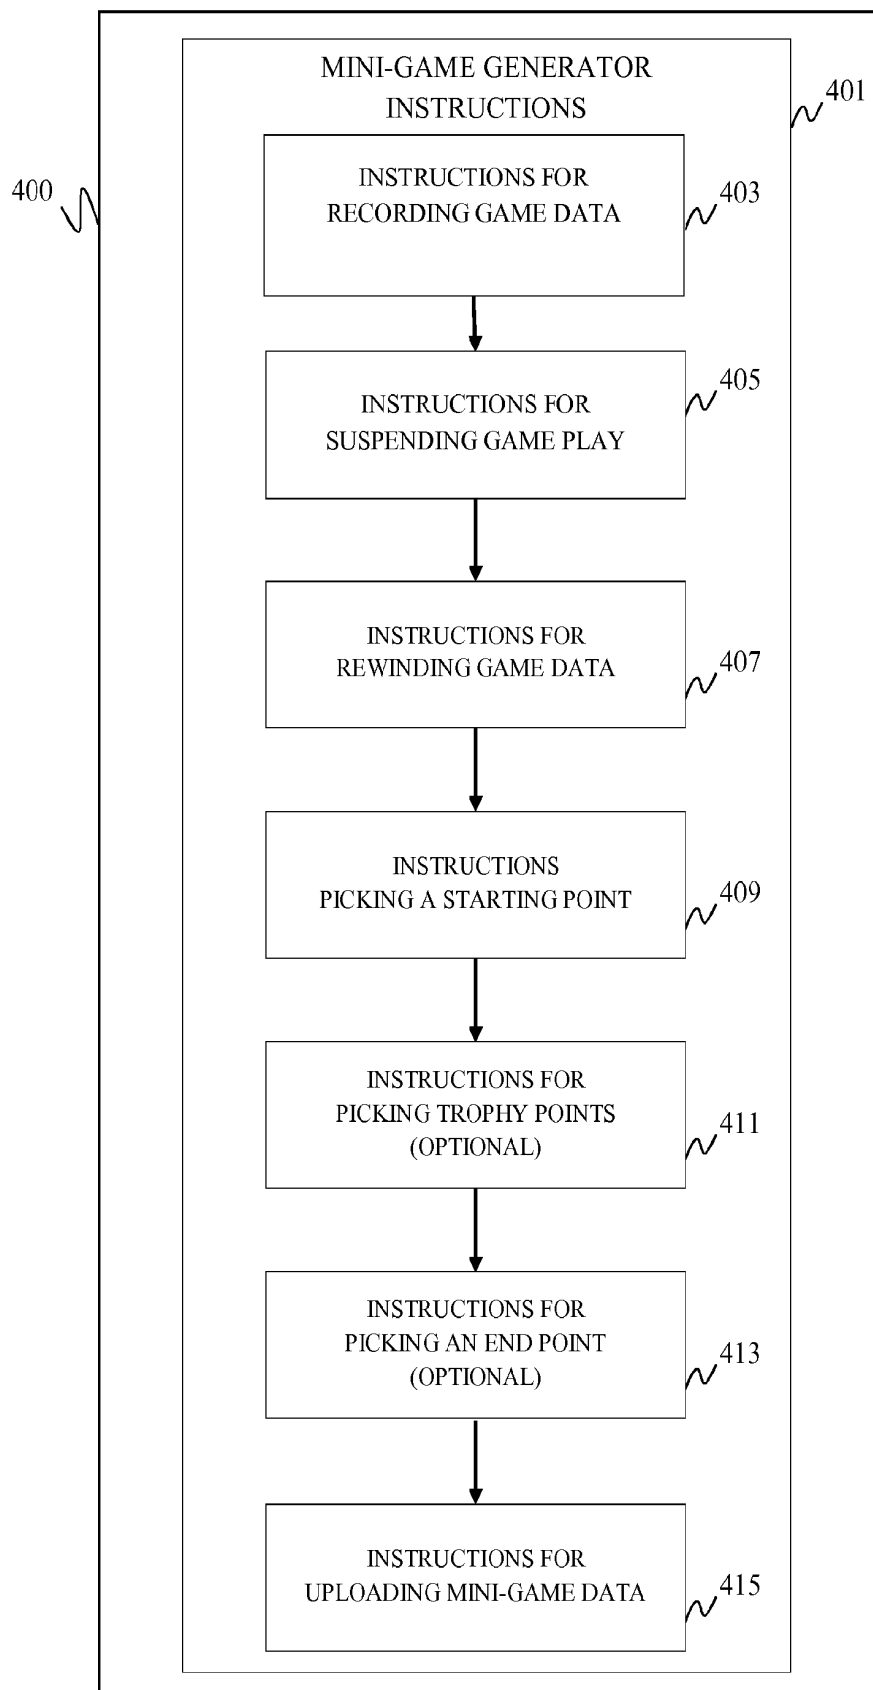 MINI-GAME GENERATOR
INSTRUCTIONS
401
400
INSTRUCTIONS FOR
RECORDING GAME DATA
403
INSTRUCTIONS FOR
SUSPENDING GAME PLAY
405
INSTRUCTIONS FOR
REWINDING GAME DATA
407
INSTRUCTIONS
PICKING A STARTING POINT
409
INSTRUCTIONS FOR
PICKING TROPHY POINTS
(OPTIONAL)
411
INSTRUCTIONS FOR
PICKING AN END POINT
(OPTIONAL)
413
INSTRUCTIONS FOR
UPLOADING MINI-GAME DATA
415